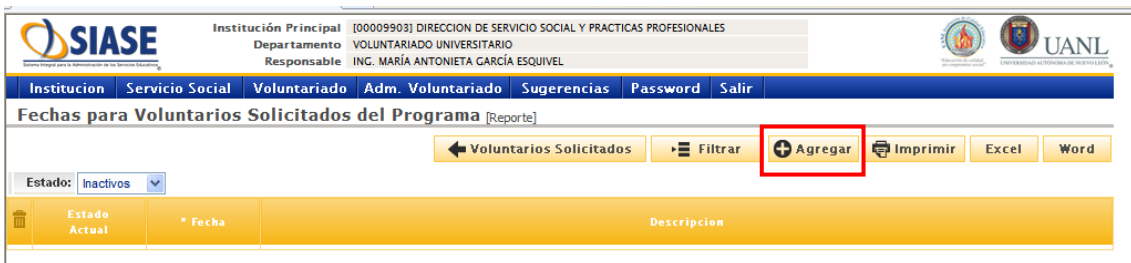 SIASE
Sistema Integral para la Administración de los Servicios Educativos
Institución Principal [00009903] DIRECCION DE SERVICIO SOCIAL Y PRACTICAS PROFESIONALES
Departamento VOLUNTARIADO UNIVERSITARIO
Responsable ING. MARÍA ANTONIETA GARCÍA ESQUIVEL
UANL
UNIVERSIDAD AUTÓNOMA DE NUEVO LEÓN
Institucion Servicio Social Voluntariado Adm. Voluntariado Sugerencias Password Salir
Fechas para Voluntarios Solicitados del Programa [Reporte]
Voluntarios Solicitados Filtrar Agregar Imprimir Excel Word
Estado: Inactivos
Estado Actual * Fecha Descripcion